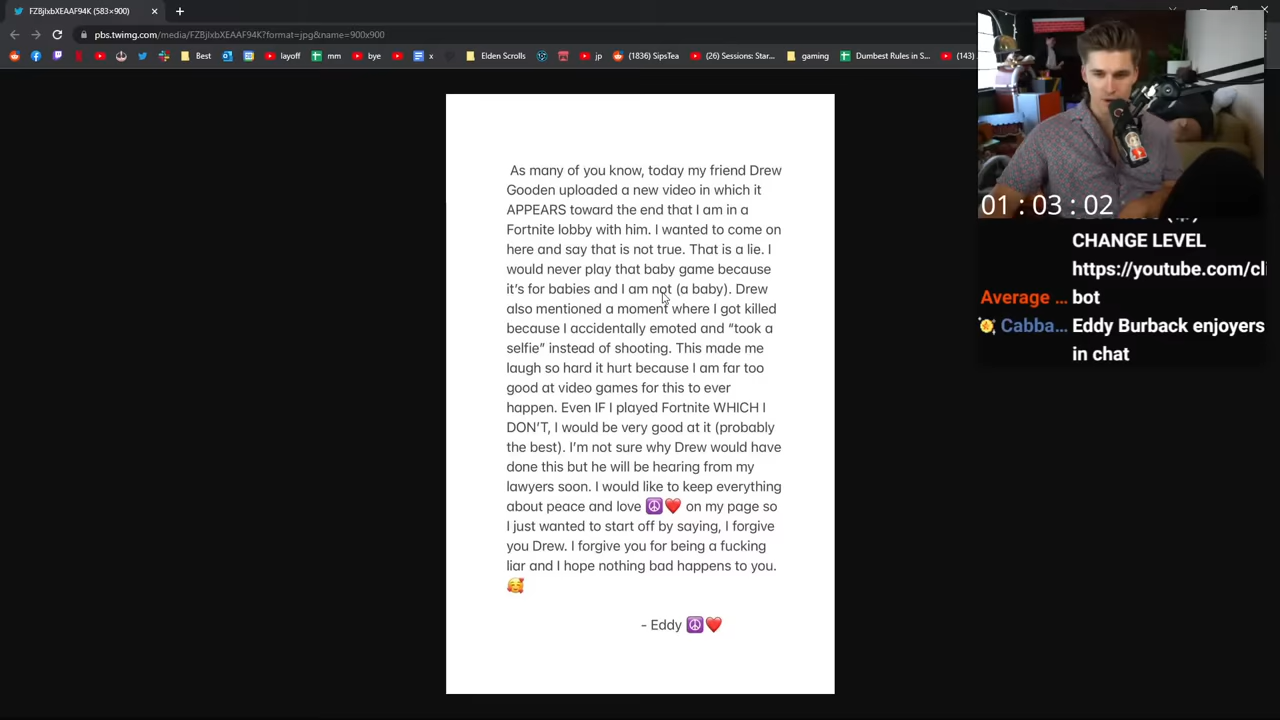 FZBjIxbXEAAF94K (583×900)
pbs.twimg.com/media/FZBjIxbXEAAF94K?format=jpg&name=900x900
Best
layoff
mm
bye
x
Elden Scrolls
jp
(1836) SipsTea
(26) Sessions: Star...
gaming
Dumbest Rules in S...
(143)
As many of you know, today my friend Drew
Gooden uploaded a new video in which it
APPEARS toward the end that I am in a
Fortnite lobby with him. I wanted to come on
here and say that is not true. That is a lie. I
would never play that baby game because
it’s for babies and I am not (a baby). Drew
also mentioned a moment where I got killed
because I accidentally emoted and “took a
selfie” instead of shooting. This made me
laugh so hard it hurt because I am far too
good at video games for this to ever
happen. Even IF I played Fortnite WHICH I
DON’T, I would be very good at it (probably
the best). I’m not sure why Drew would have
done this but he will be hearing from my
lawyers soon. I would like to keep everything
about peace and love ☮️❤️ on my page so
I just wanted to start off by saying, I forgive
you Drew. I forgive you for being a fucking
liar and I hope nothing bad happens to you.
🥰
- Eddy ☮️❤️
01 : 03 : 02
CHANGE LEVEL
https://youtube.com/cli
Average ... bot
Cabba... Eddy Burback enjoyers
in chat